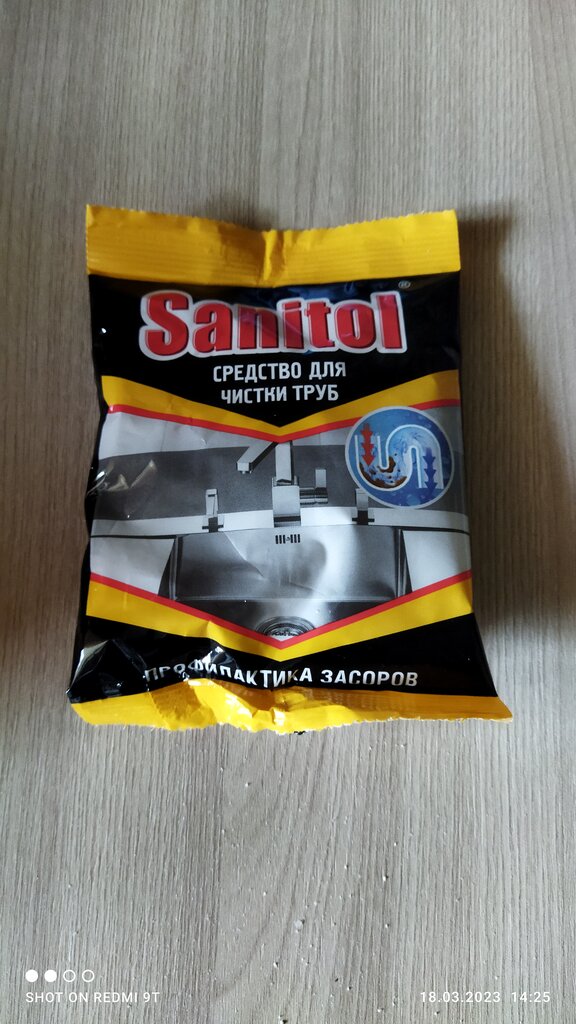 Sanitol®
СРЕДСТВО ДЛЯ
ЧИСТКИ ТРУБ
ПРОФИЛАКТИКА ЗАСОРОВ
SHOT ON REDMI 9T
18.03.2023 14:25